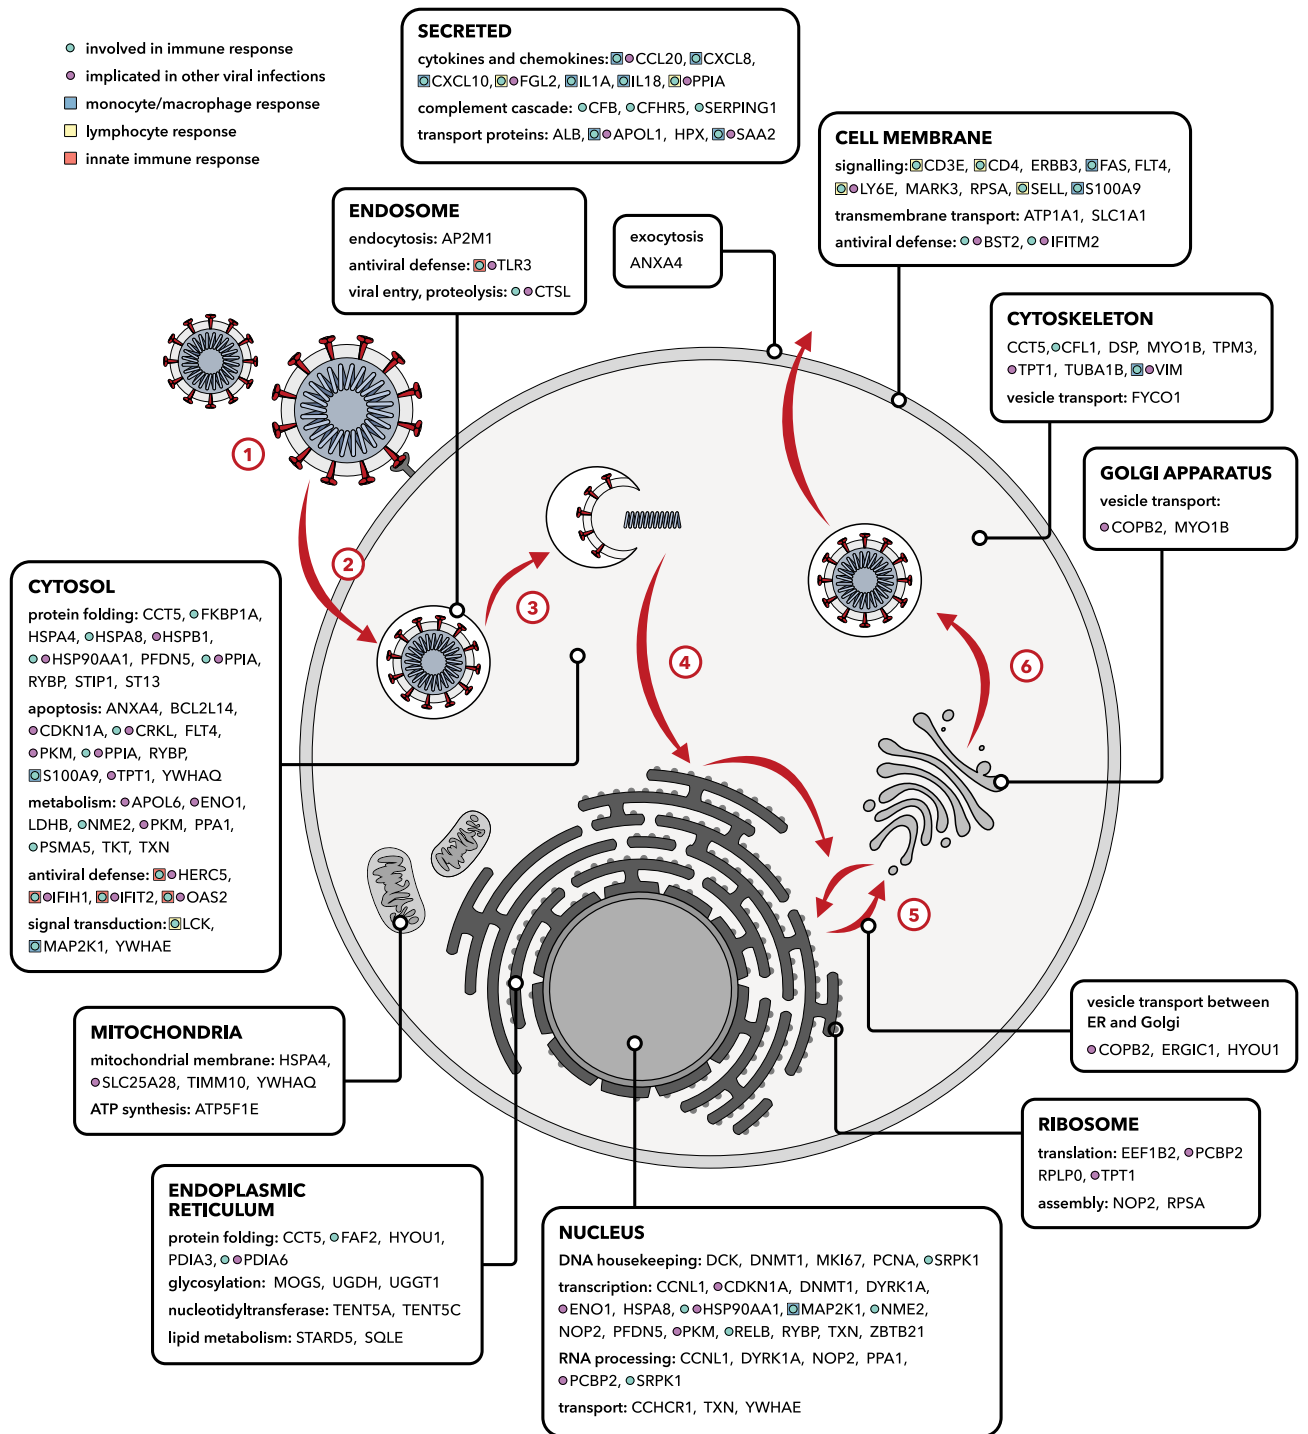 involved in immune response
implicated in other viral infections
monocyte/macrophage response
lymphocyte response
innate immune response
SECRETED
cytokines and chemokines: CCL20, CXCL8,
CXCL10, FGL2, IL1A, IL18, PPIA
complement cascade: CFB, CFHR5, SERPING1
transport proteins: ALB, APOL1, HPX, SAA2
CELL MEMBRANE
signalling: CD3E, CD4, ERBB3, FAS, FLT4,
LY6E, MARK3, RPSA, SELL, S100A9
transmembrane transport: ATP1A1, SLC1A1
antiviral defense: BST2, IFITM2
ENDOSOME
endocytosis: AP2M1
antiviral defense: TLR3
viral entry, proteolysis: CTSL
exocytosis
ANXA4
CYTOSKELETON
CCT5, CFL1, DSP, MYO1B, TPM3,
TPT1, TUBA1B, VIM
vesicle transport: FYCO1
GOLGI APPARATUS
vesicle transport:
COPB2, MYO1B
1
2
3
4
5
6
CYTOSOL
protein folding: CCT5, FKBP1A,
HSPA4, HSPA8, HSPB1,
HSP90AA1, PFDN5, PPIA,
RYBP, STIP1, ST13
apoptosis: ANXA4, BCL2L14,
CDKN1A, CRKL, FLT4,
PKM, PPIA, RYBP,
S100A9, TPT1, YWHAQ
metabolism: APOL6, ENO1,
LDHB, NME2, PKM, PPA1,
PSMA5, TKT, TXN
antiviral defense: HERC5,
IFIH1, IFIT2, OAS2
signal transduction: LCK,
MAP2K1, YWHAE
MITOCHONDRIA
mitochondrial membrane: HSPA4,
SLC25A28, TIMM10, YWHAQ
ATP synthesis: ATP5F1E
vesicle transport between
ER and Golgi
COPB2, ERGIC1, HYOU1
RIBOSOME
translation: EEF1B2, PCBP2
RPLP0, TPT1
assembly: NOP2, RPSA
ENDOPLASMIC
RETICULUM
protein folding: CCT5, FAF2, HYOU1,
PDIA3, PDIA6
glycosylation: MOGS, UGDH, UGGT1
nucleotidyltransferase: TENT5A, TENT5C
lipid metabolism: STARD5, SQLE
NUCLEUS
DNA housekeeping: DCK, DNMT1, MKI67, PCNA, SRPK1
transcription: CCNL1, CDKN1A, DNMT1, DYRK1A,
ENO1, HSPA8, HSP90AA1, MAP2K1, NME2,
NOP2, PFDN5, PKM, RELB, RYBP, TXN, ZBTB21
RNA processing: CCNL1, DYRK1A, NOP2, PPA1,
PCBP2, SRPK1
transport: CCHCR1, TXN, YWHAE